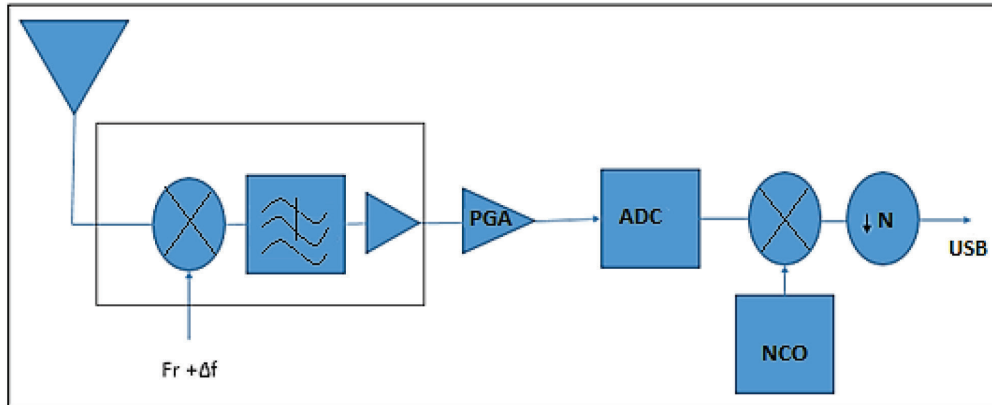 PGA
ADC
↓ N
USB
NCO
Fr +Δf